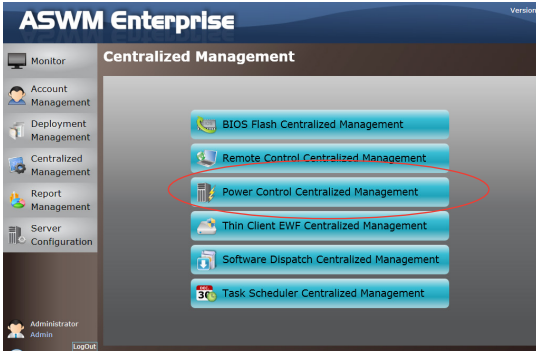 ASWM Enterprise
Version
Monitor
Account
Management
Deployment
Management
Centralized
Management
Report
Management
Server
Configuration
Administrator
Admin
LogOut
Centralized Management
BIOS Flash Centralized Management
Remote Control Centralized Management
Power Control Centralized Management
Thin Client EWF Centralized Management
Software Dispatch Centralized Management
DEC.
30
Task Scheduler Centralized Management